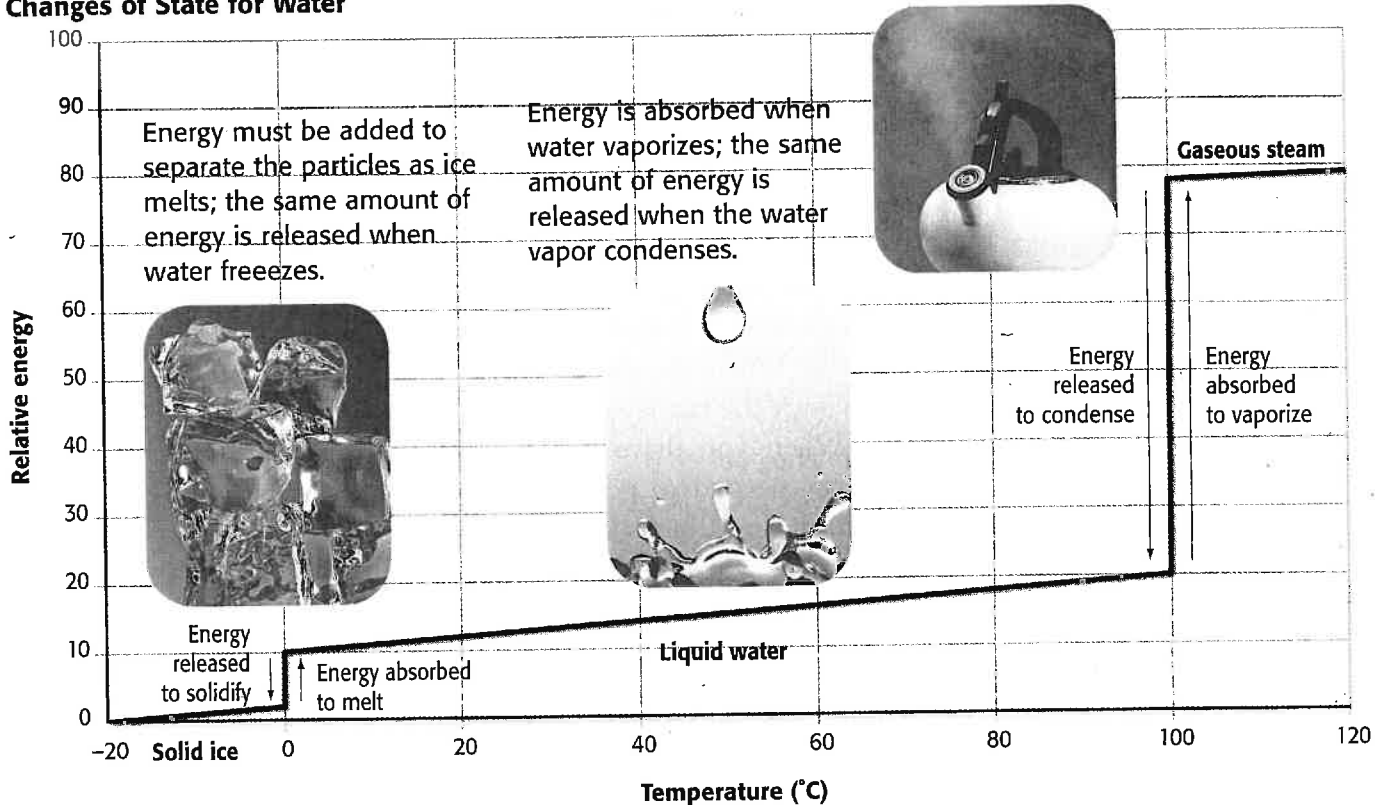 Changes of State for Water
100
90
80
70
60
50
40
30
20
10
0
Relative energy
Energy must be added to
separate the particles as ice
melts; the same amount of
energy is released when
water freeezes.
Energy is absorbed when
water vaporizes; the same
amount of energy is
released when the water
vapor condenses.
Gaseous steam
Energy
released
to condense
Energy
absorbed
to vaporize
Energy
released
to solidify
Energy absorbed
to melt
Liquid water
–20
Solid ice
0
20
40
60
80
100
120
Temperature (°C)